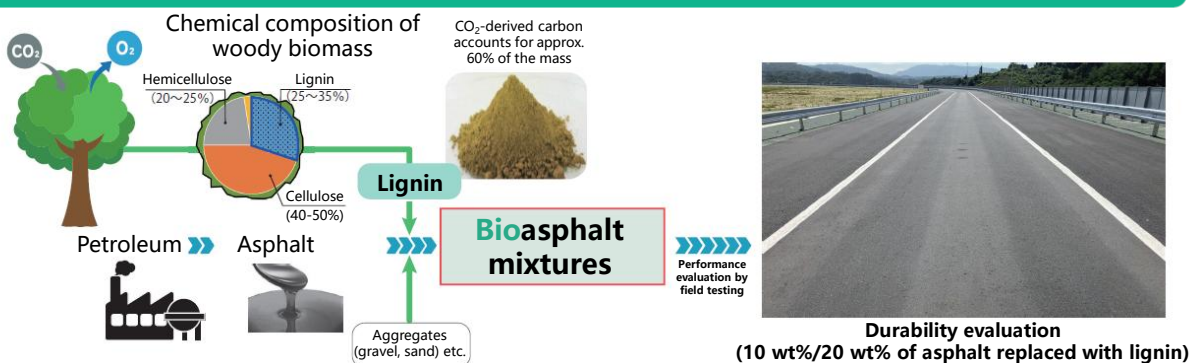 Chemical composition of
woody biomass
CO₂-derived carbon
accounts for approx.
60% of the mass
CO₂
O₂
Hemicellulose
(20～25%)
Lignin
(25～35%)
Cellulose
(40-50%)
Lignin
Petroleum
Asphalt
Bioasphalt
mixtures
Performance
evaluation by
field testing
Aggregates
(gravel, sand) etc.
Durability evaluation
(10 wt%/20 wt% of asphalt replaced with lignin)